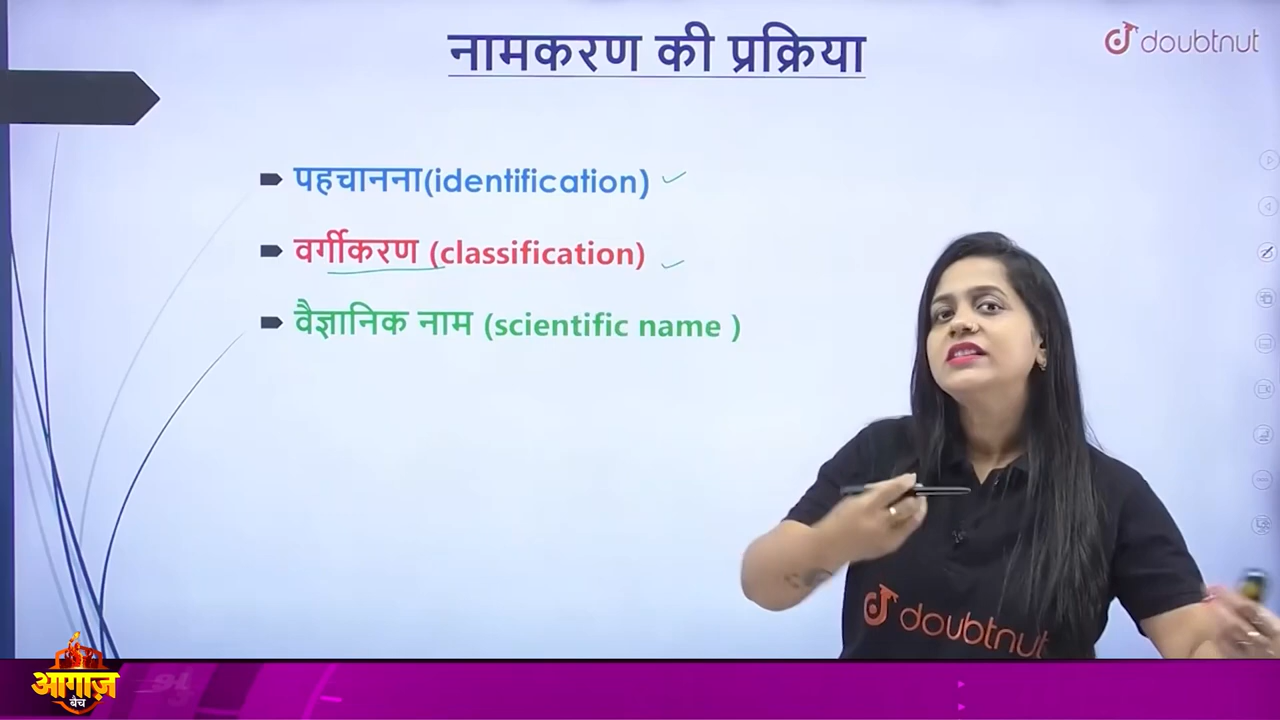 नामकरण की प्रक्रिया
doubtnut
पहचानना(identification)
वर्गीकरण (classification)
वैज्ञानिक नाम (scientific name )
doubtnut
आगाज़
बैच